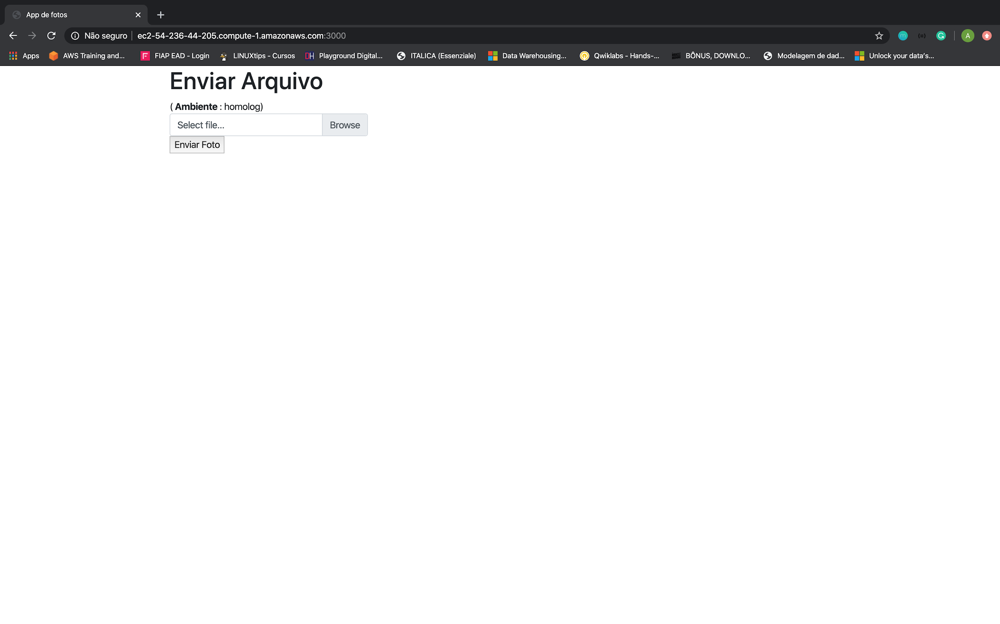 App de fotos
Não seguro | ec2-54-236-44-205.compute-1.amazonaws.com:3000
A
Apps AWS Training and... FIAP EAD - Login LINUXtips - Cursos DH Playground Digital... ITALICA (Essenziale) Data Warehousing... Qwiklabs - Hands-... BÔNUS, DOWNLO... Modelagem de dad... Unlock your data's...
Enviar Arquivo
( Ambiente : homolog)
Select file... Browse
Enviar Foto